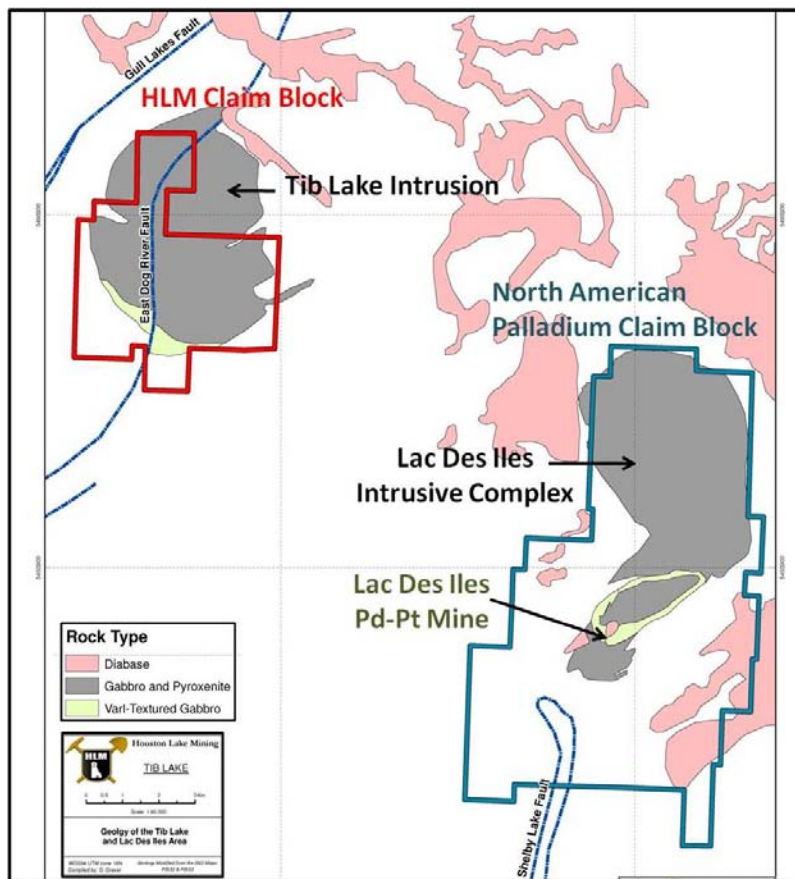 Gull Lakes Fault
HLM Claim Block
Tib Lake Intrusion
East Dog River Fault
North American
Palladium Claim Block
Lac Des Iles
Intrusive Complex
Lac Des Iles
Pd-Pt Mine
Shelby Lake Fault
Rock Type
Diabase
Gabbro and Pyroxenite
Vari-Textured Gabbro
Houston Lake Mining
HLM
TIB LAKE
Geolgy of the Tib Lake
and Lac Des Iles Area